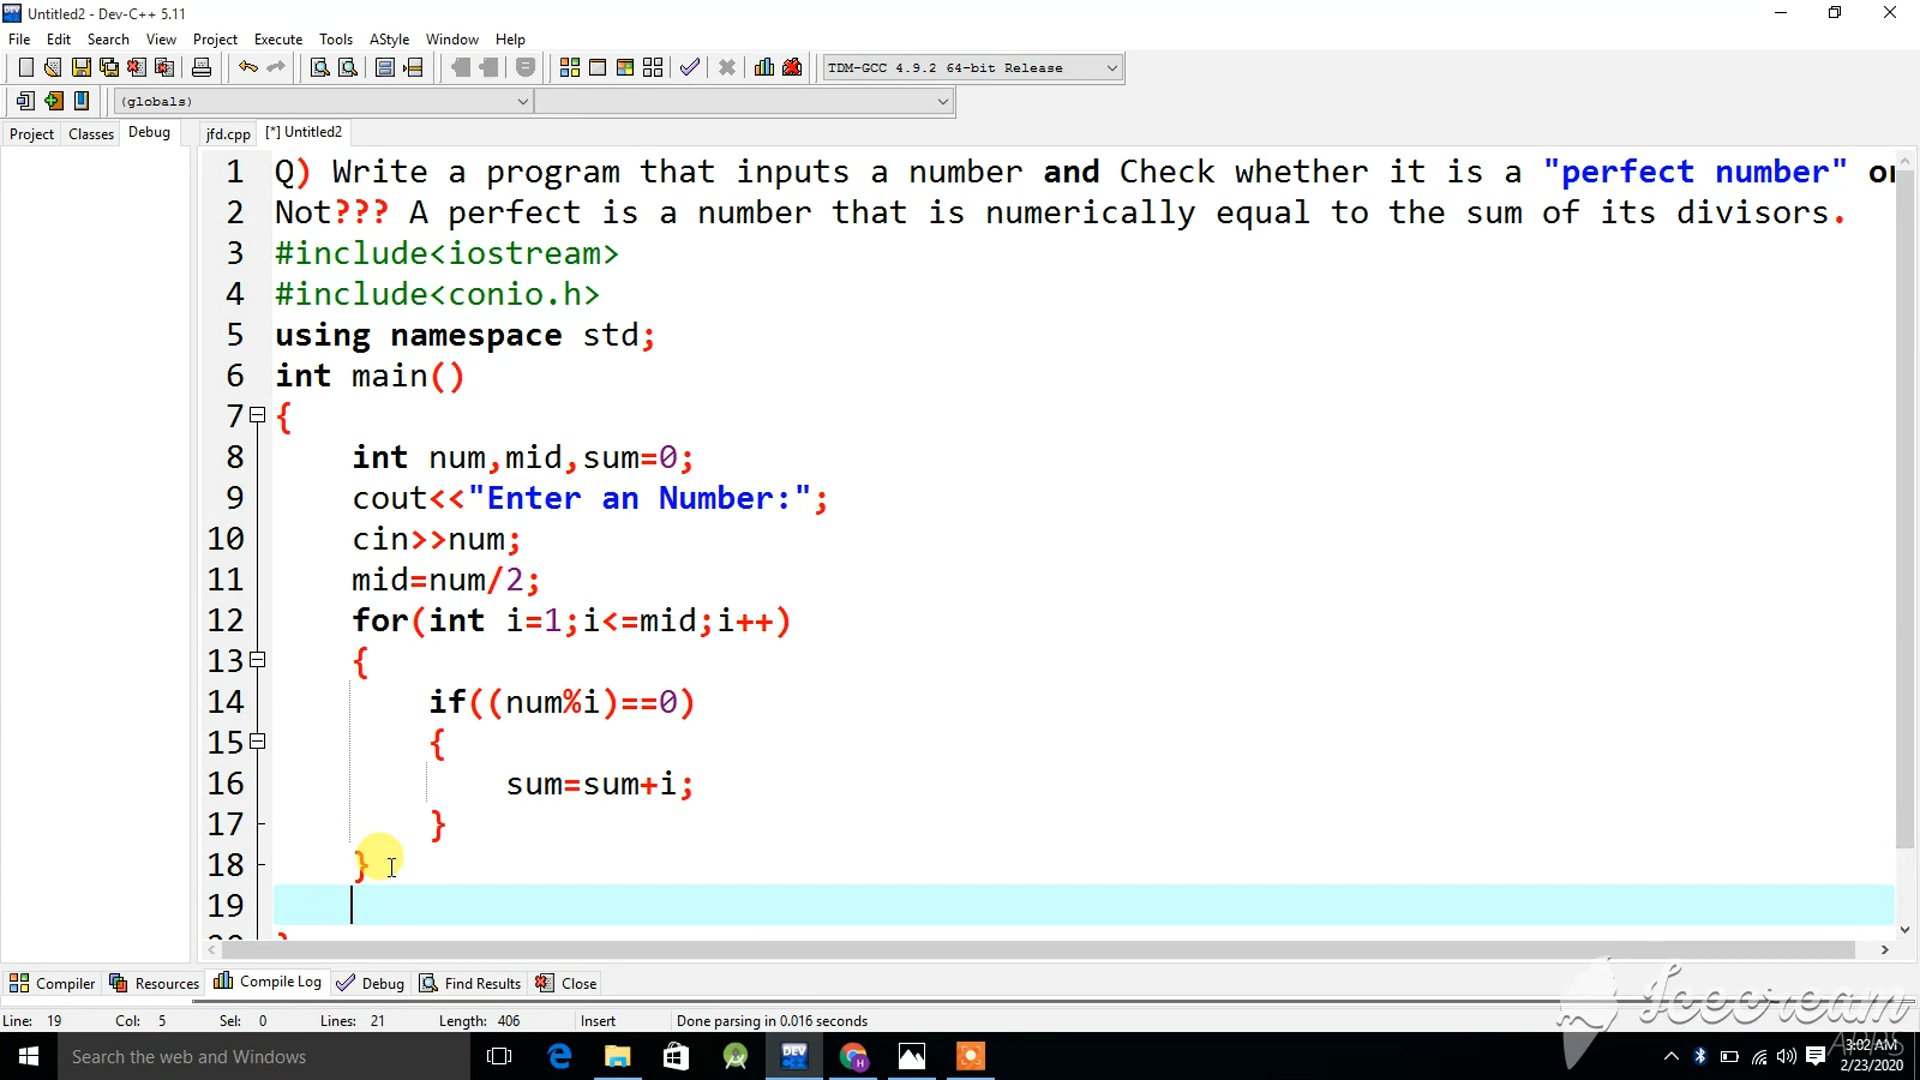 Untitled2 - Dev-C++ 5.11
File Edit Search View Project Execute Tools AStyle Window Help
TDM-GCC 4.9.2 64-bit Release
(globals)
Project Classes Debug jfd.cpp [*] Untitled2
1 Q) Write a program that inputs a number and Check whether it is a "perfect number" or
2 Not??? A perfect is a number that is numerically equal to the sum of its divisors.
3 #include<iostream>
4 #include<conio.h>
5 using namespace std;
6 int main()
7 {
8 int num,mid,sum=0;
9 cout<<"Enter an Number:";
10 cin>>num;
11 mid=num/2;
12 for(int i=1;i<=mid;i++)
13 {
14 if((num%i)==0)
15 {
16 sum=sum+i;
17 }
18 }
19
20 }
Compiler Resources Compile Log Debug Find Results Close
Line: 19 Col: 5 Sel: 0 Lines: 21 Length: 406 Insert Done parsing in 0.016 seconds
Icecream
APPS
Search the web and Windows
DEV
H
3:02 AM
2/23/2020